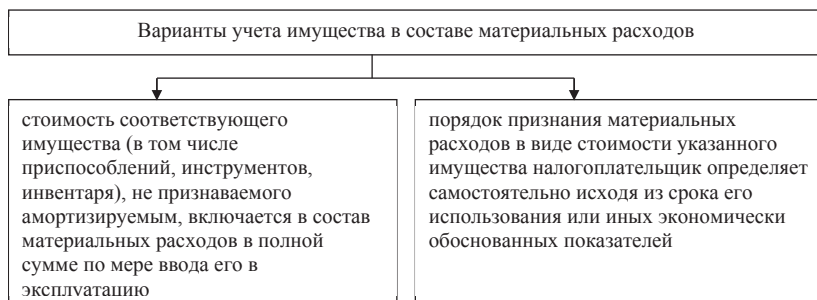 Варианты учета имущества в составе материальных расходов
стоимость соответствующего
имущества (в том числе
приспособлений, инструментов,
инвентаря), не признаваемого
амортизируемым, включается в состав
материальных расходов в полной
сумме по мере ввода его в
эксплуатацию
порядок признания материальных
расходов в виде стоимости указанного
имущества налогоплательщик определяет
самостоятельно исходя из срока его
использования или иных экономически
обоснованных показателей